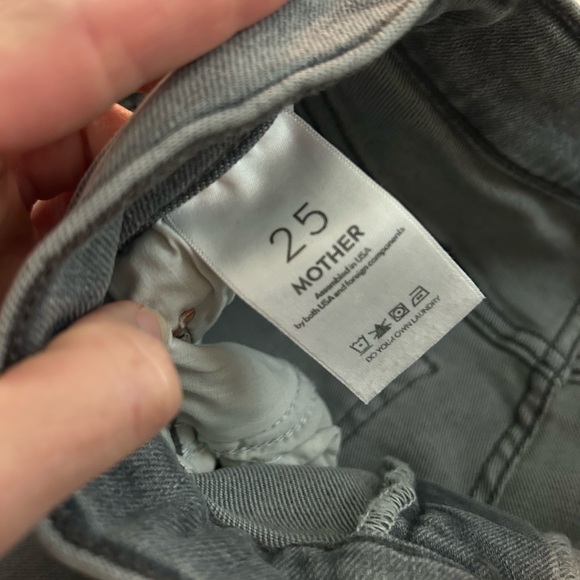 25
MOTHER
Assembled in USA
by both USA and foreign components
DO YOUR OWN LAUNDRY